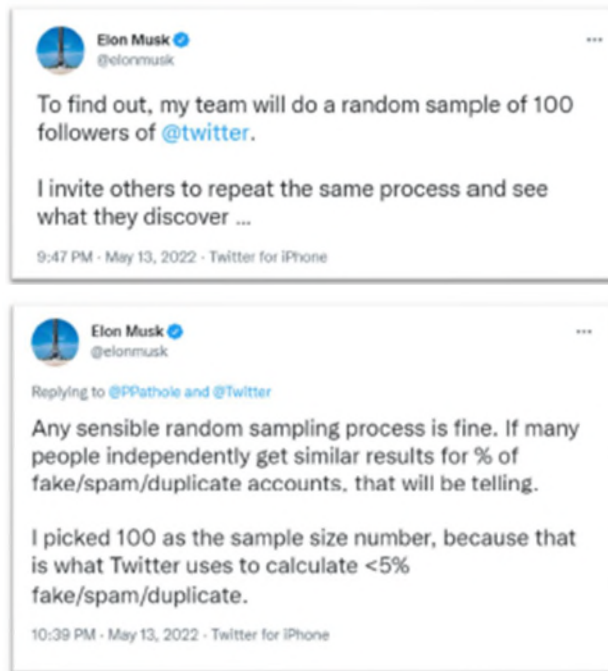 Elon Musk
@elonmusk
To find out, my team will do a random sample of 100
followers of @twitter.
I invite others to repeat the same process and see
what they discover ...
9:47 PM · May 13, 2022 · Twitter for iPhone
Elon Musk
@elonmusk
Replying to @PPathole and @Twitter
Any sensible random sampling process is fine. If many
people independently get similar results for % of
fake/spam/duplicate accounts, that will be telling.
I picked 100 as the sample size number, because that
is what Twitter uses to calculate <5%
fake/spam/duplicate.
10:39 PM · May 13, 2022 · Twitter for iPhone